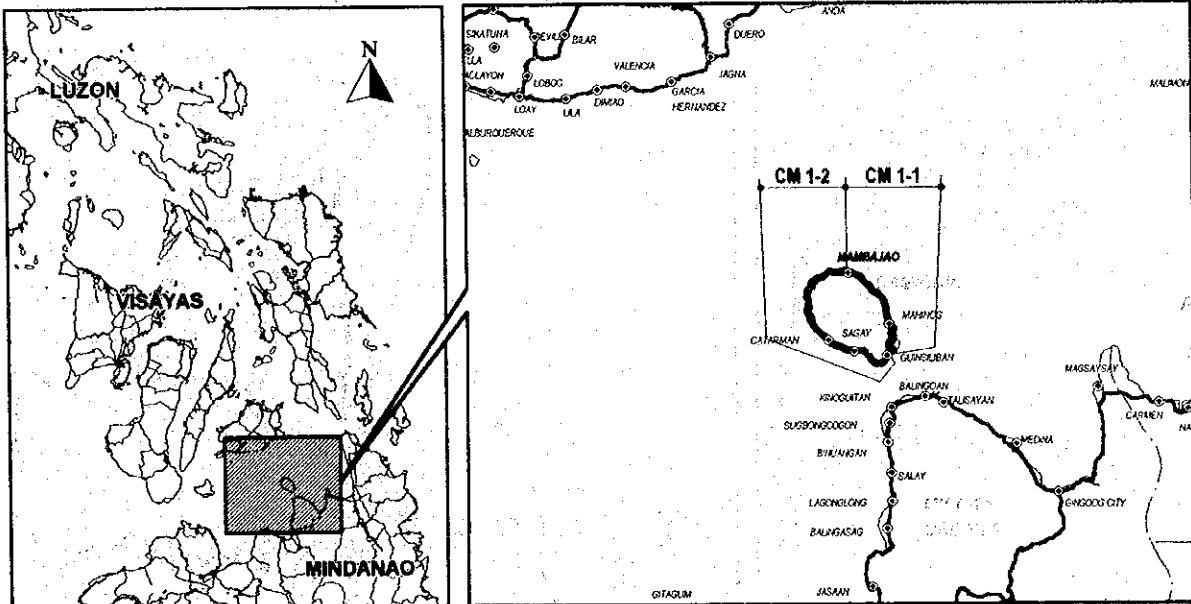 N
LUZON
VISAYAS
MINDANAO
ANDA
SIKATUNA
SEVILLA
BILAR
DUERO
VALENCIA
JAGNA
LOBOC
DIMIAO
GARCIA
HERNANDEZ
LOAY
ALBURQUERQUE
CM 1-2
CM 1-1
MAMBAJAO
MAHINOG
CATARMAN
SAGAY
GUINSILIBAN
MAGSAYSAY
BALINGOAN
KINOGUITAN
TALISAYAN
CARMEN
SUGBONGCOGON
BINUANGAN
MEDINA
SALAY
LAGONGLONG
GINGOOG CITY
BALINGASAG
GITAGUM
JASAAN